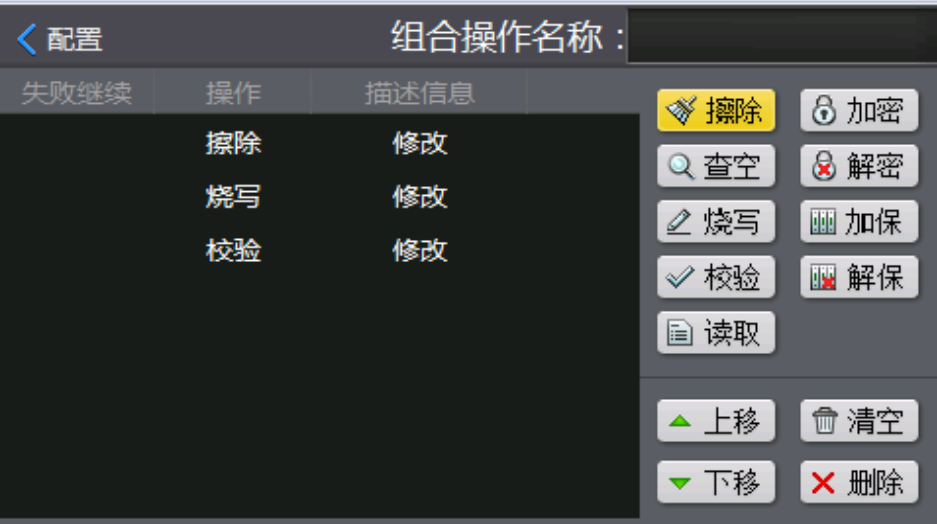 配置 组合操作名称：
失败继续 操作 描述信息
擦除 修改
烧写 修改
校验 修改
擦除 加密
查空 解密
烧写 加保
校验 解保
读取
上移 清空
下移 删除